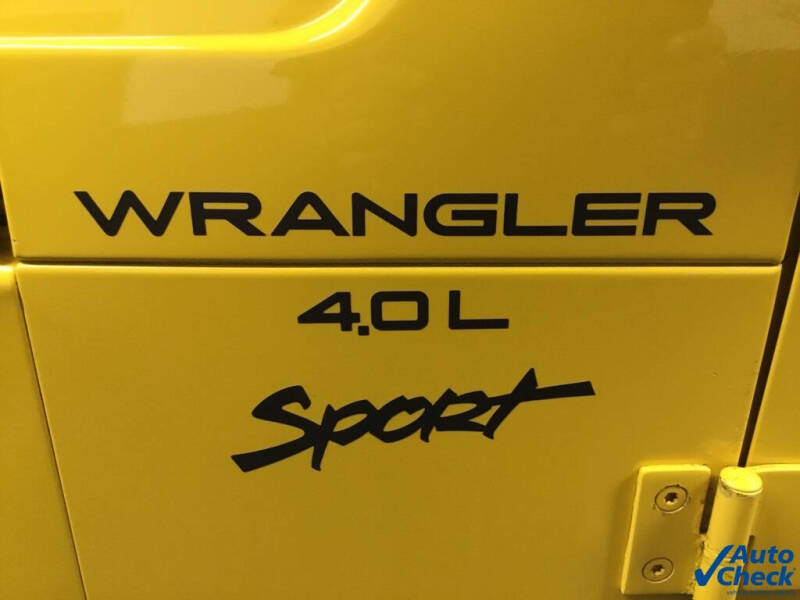 WRANGLER
4.0 L
Sport
Auto
Check